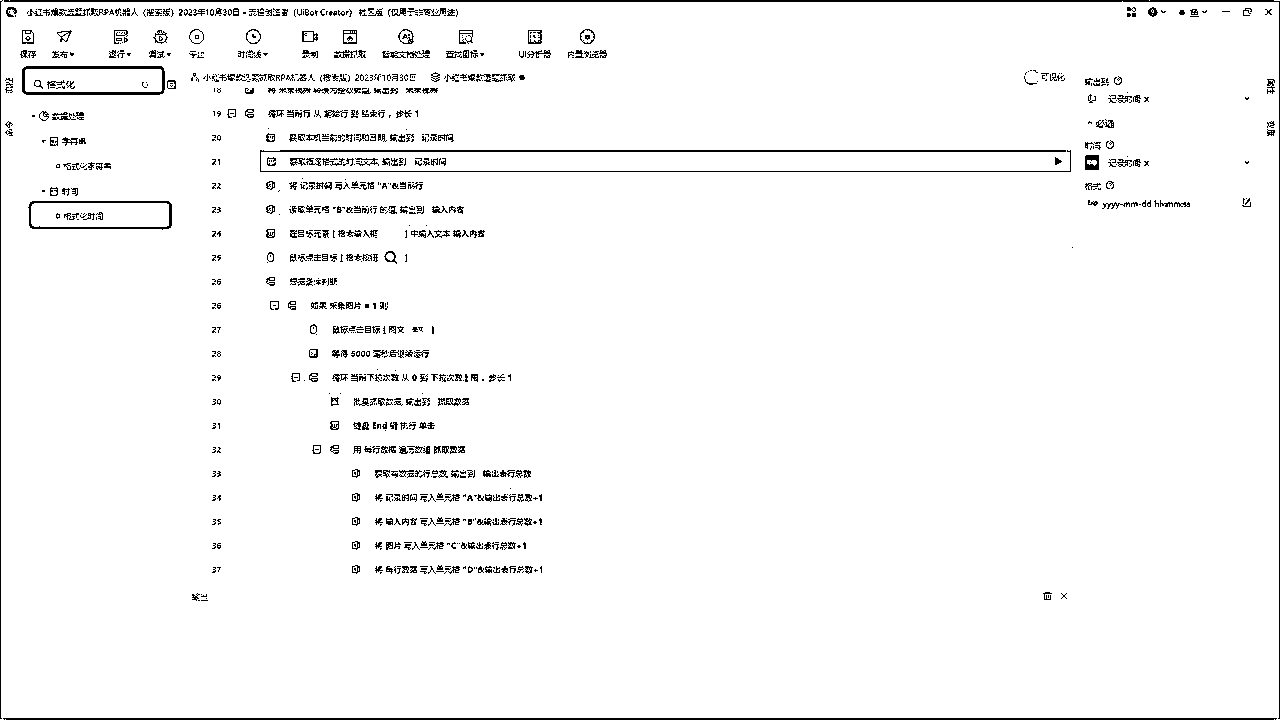 小红书爆款选题抓取RPA机器人（搜索版）2023年10月30日 - 流程创造者（UiBot Creator） 社区版（仅用于非商业用途）
保存 发布 运行 调试 停止 时间线 录制 数据抓取 智能文档处理 查找图标 UI分析器 内置浏览器
格式化
小红书爆款选题抓取RPA机器人（搜索版）2023年10月30日 小红书爆款选题抓取
可视化
数据处理
字符串
格式化字符串
时间
格式化时间
18
19 循环 当前行 从 起始行 到 结束行 ，步长 1
20 获取本机当前的时间和日期, 输出到 记录时间
21 获取指定格式的时间文本, 输出到 记录时间
22 将 记录时间 写入单元格 "A"&当前行
23 读取单元格 "B"&当前行 的值, 输出到 输入内容
24 在目标元素 [ 搜索输入框 ] 中输入文本 输入内容
25 鼠标点击目标 [ 搜索按钮 ]
26
26 如果 采集图片 = 1 则
27 鼠标点击目标 [ 图文 ]
28 等待 5000 毫秒后继续运行
29 循环 当前下拉次数 从 0 到 下拉次数上限 ，步长 1
30 批量抓取数据, 输出到 抓取数据
31 键盘 End 键 执行 单击
32 用 每行数据 遍历数组 抓取数据
33 获取有数据的行总数, 输出到 输出表行总数
34 将 记录时间 写入单元格 "A"&输出表行总数+1
35 将 输入内容 写入单元格 "B"&输出表行总数+1
36 将 图片 写入单元格 "C"&输出表行总数+1
37 将 每行数据 写入单元格 "D"&输出表行总数+1
输出
输出到
记录时间
必选
时间
记录时间
格式
yyyy-mm-dd hh:mm:ss
属性